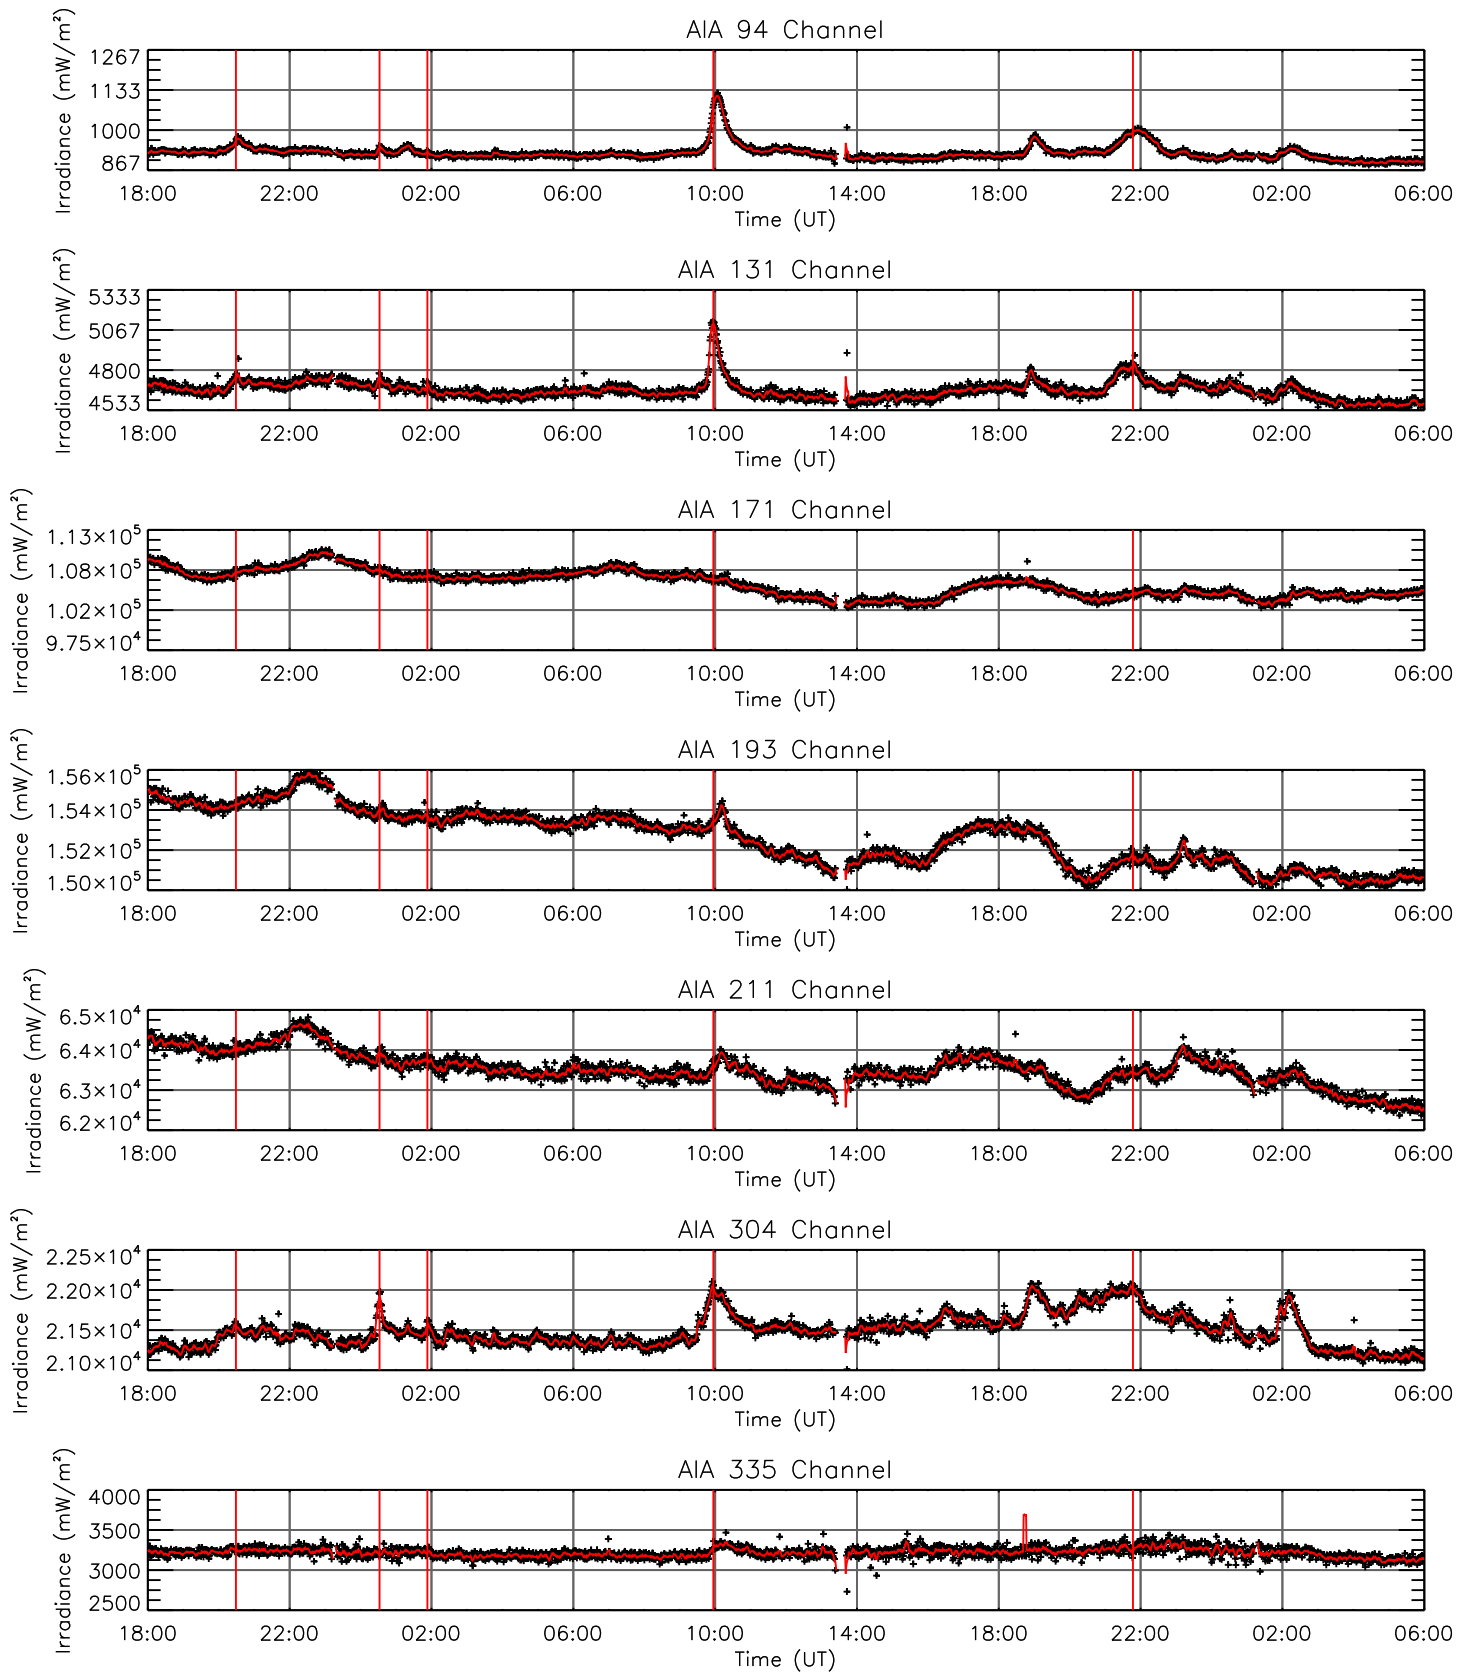 AIA 94 Channel
Irradiance (mW/m²)
1267
1133
1000
867
18:00 22:00 02:00 06:00 10:00 14:00 18:00 22:00 02:00 06:00
Time (UT)
AIA 131 Channel
Irradiance (mW/m²)
5333
5067
4800
4533
18:00 22:00 02:00 06:00 10:00 14:00 18:00 22:00 02:00 06:00
Time (UT)
AIA 171 Channel
Irradiance (mW/m²)
1.13×10⁵
1.08×10⁵
1.02×10⁵
9.75×10⁴
18:00 22:00 02:00 06:00 10:00 14:00 18:00 22:00 02:00 06:00
Time (UT)
AIA 193 Channel
Irradiance (mW/m²)
1.56×10⁵
1.54×10⁵
1.52×10⁵
1.50×10⁵
18:00 22:00 02:00 06:00 10:00 14:00 18:00 22:00 02:00 06:00
Time (UT)
AIA 211 Channel
Irradiance (mW/m²)
6.5×10⁴
6.4×10⁴
6.3×10⁴
6.2×10⁴
18:00 22:00 02:00 06:00 10:00 14:00 18:00 22:00 02:00 06:00
Time (UT)
AIA 304 Channel
Irradiance (mW/m²)
2.25×10⁴
2.20×10⁴
2.15×10⁴
2.10×10⁴
18:00 22:00 02:00 06:00 10:00 14:00 18:00 22:00 02:00 06:00
Time (UT)
AIA 335 Channel
Irradiance (mW/m²)
4000
3500
3000
2500
18:00 22:00 02:00 06:00 10:00 14:00 18:00 22:00 02:00 06:00
Time (UT)